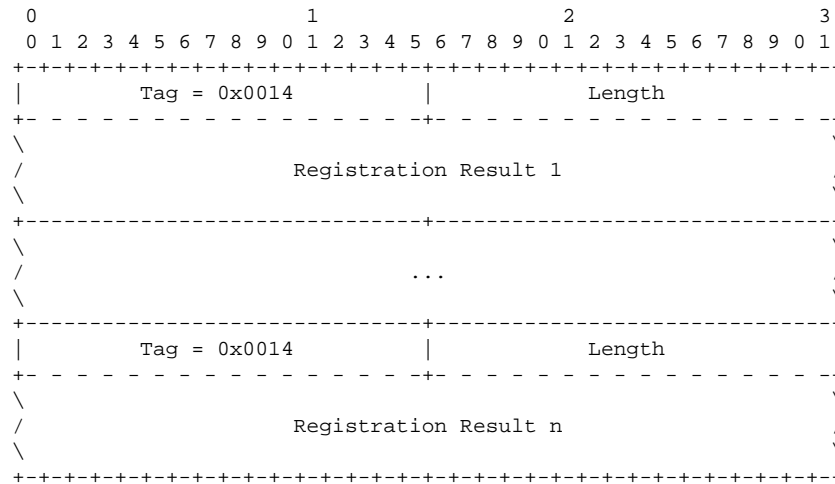 0                   1                   2                   3
 0 1 2 3 4 5 6 7 8 9 0 1 2 3 4 5 6 7 8 9 0 1 2 3 4 5 6 7 8 9 0 1
+-+-+-+-+-+-+-+-+-+-+-+-+-+-+-+-+-+-+-+-+-+-+-+-+-+-+-+-+-+-+-+-
|         Tag = 0x0014          |            Length
+- - - - - - - - - - - - - - - -+- - - - - - - - - - - - - - - --
\                                                               \
/                     Registration Result 1                     /
\                                                               \
+-------------------------------+--------------------------------
\                                                               \
/                               ...                             /
\                                                               \
+-------------------------------+--------------------------------
|         Tag = 0x0014          |            Length
+- - - - - - - - - - - - - - - -+- - - - - - - - - - - - - - - --
\                                                               \
/                     Registration Result n                     /
\                                                               \
+-+-+-+-+-+-+-+-+-+-+-+-+-+-+-+-+-+-+-+-+-+-+-+-+-+-+-+-+-+-+-+-